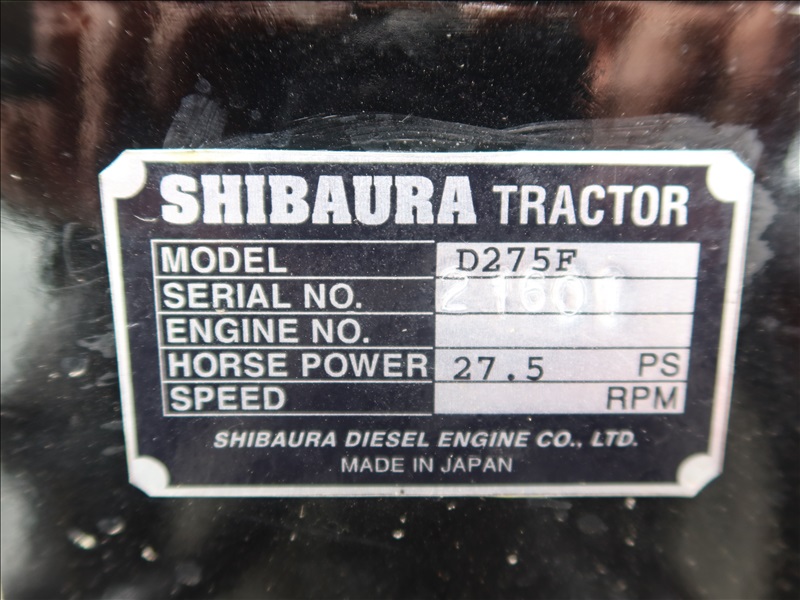 SHIBAURA TRACTOR
MODEL D275F
SERIAL NO. 21601
ENGINE NO.
HORSE POWER 27.5 PS
SPEED RPM
SHIBAURA DIESEL ENGINE CO., LTD.
MADE IN JAPAN